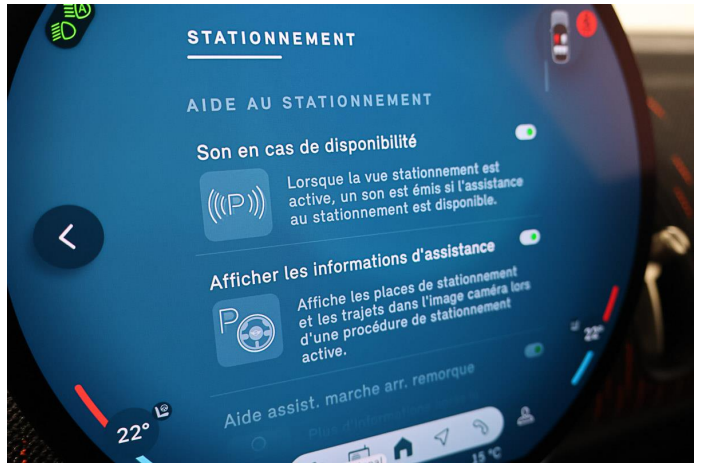 A
STATIONNEMENT
AIDE AU STATIONNEMENT
Son en cas de disponibilité
(((P)))
Lorsque la vue stationnement est
active, un son est émis si l'assistance
au stationnement est disponible.
Afficher les informations d'assistance
P
Affiche les places de stationnement
et les trajets dans l'image caméra lors
d'une procédure de stationnement
active.
22°
Aide assist. marche arr. remorque
Plus d'informations
22°
15 °C